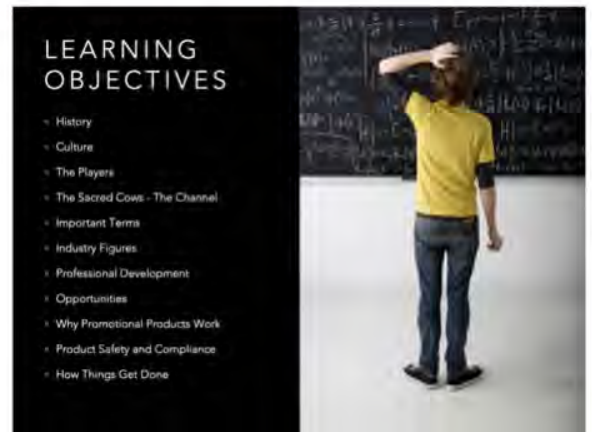 LEARNING
OBJECTIVES
History
Culture
The Players
The Sacred Cows - The Channel
Important Terms
Industry Figures
Professional Development
Opportunities
Why Promotional Products Work
Product Safety and Compliance
How Things Get Done